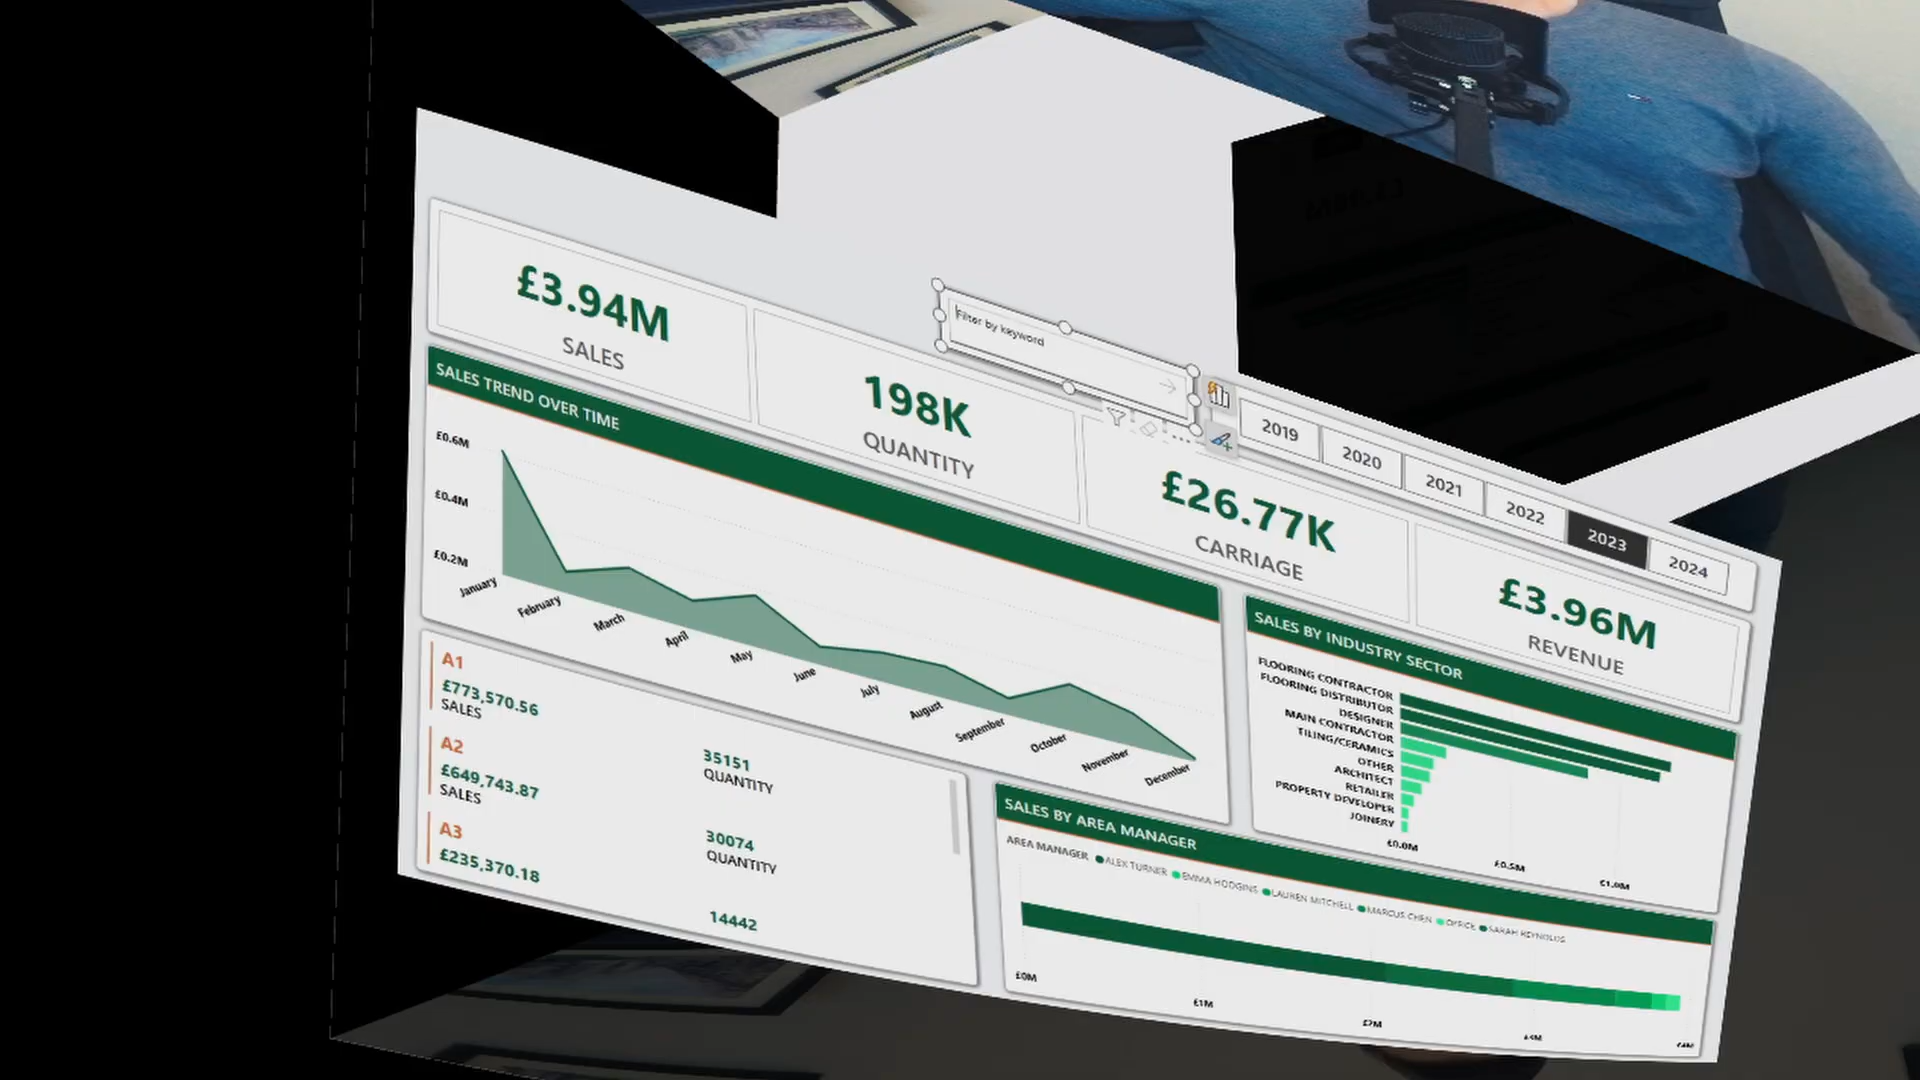 £3.94M
SALES
198K
QUANTITY
£26.77K
CARRIAGE
£3.96M
REVENUE
Filter by keyword
2019
2020
2021
2022
2023
2024
SALES TREND OVER TIME
£0.6M
£0.4M
£0.2M
January
February
March
April
May
June
July
August
September
October
November
December
SALES BY INDUSTRY SECTOR
FLOORING CONTRACTOR
FLOORING DISTRIBUTOR
DESIGNER
MAIN CONTRACTOR
TILING/CERAMICS
OTHER
ARCHITECT
RETAILER
PROPERTY DEVELOPER
JOINERY
£0.0M
£0.5M
£1.0M
A1
£773,570.56
SALES
35151
QUANTITY
A2
£649,743.87
SALES
30074
QUANTITY
A3
£235,370.18
14442
SALES BY AREA MANAGER
AREA MANAGER ALEX TURNER EMMA HODGINS LAUREN MITCHELL MARCUS CHEN OFFICE SARAH REYNOLDS
£0M
£1M
£2M
£3M
£4M